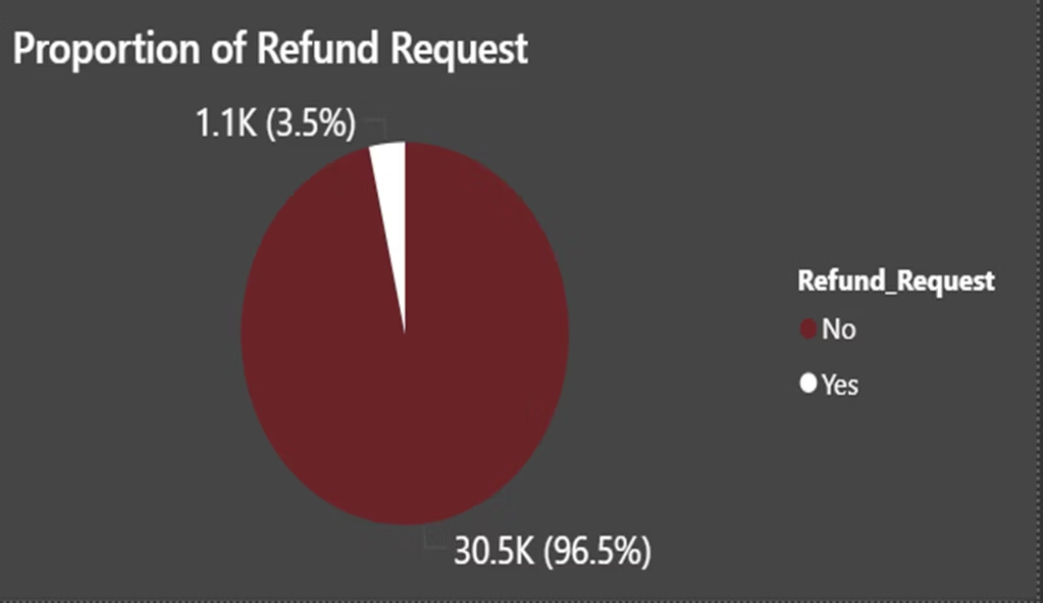 Proportion of Refund Request
1.1K (3.5%)
Refund_Request
No
Yes
30.5K (96.5%)